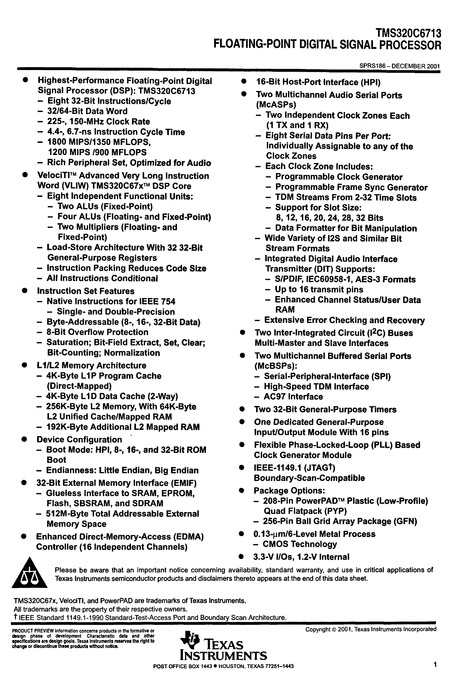 TMS320C6713
FLOATING-POINT DIGITAL SIGNAL PROCESSOR
SPRS186 – DECEMBER 2001
● Highest-Performance Floating-Point Digital
Signal Processor (DSP): TMS320C6713
– Eight 32-Bit Instructions/Cycle
– 32/64-Bit Data Word
– 225-, 150-MHz Clock Rate
– 4.4-, 6.7-ns Instruction Cycle Time
– 1800 MIPS/1350 MFLOPS,
1200 MIPS /900 MFLOPS
– Rich Peripheral Set, Optimized for Audio
● VelociTI™ Advanced Very Long Instruction
Word (VLIW) TMS320C67x™ DSP Core
– Eight Independent Functional Units:
– Two ALUs (Fixed-Point)
– Four ALUs (Floating- and Fixed-Point)
– Two Multipliers (Floating- and
Fixed-Point)
– Load-Store Architecture With 32 32-Bit
General-Purpose Registers
– Instruction Packing Reduces Code Size
– All Instructions Conditional
● Instruction Set Features
– Native Instructions for IEEE 754
– Single- and Double-Precision
– Byte-Addressable (8-, 16-, 32-Bit Data)
– 8-Bit Overflow Protection
– Saturation; Bit-Field Extract, Set, Clear;
Bit-Counting; Normalization
● L1/L2 Memory Architecture
– 4K-Byte L1P Program Cache
(Direct-Mapped)
– 4K-Byte L1D Data Cache (2-Way)
– 256K-Byte L2 Memory, With 64K-Byte
L2 Unified Cache/Mapped RAM
– 192K-Byte Additional L2 Mapped RAM
● Device Configuration
– Boot Mode: HPI, 8-, 16-, and 32-Bit ROM
Boot
– Endianness: Little Endian, Big Endian
● 32-Bit External Memory Interface (EMIF)
– Glueless Interface to SRAM, EPROM,
Flash, SBSRAM, and SDRAM
– 512M-Byte Total Addressable External
Memory Space
● Enhanced Direct-Memory-Access (EDMA)
Controller (16 Independent Channels)
● 16-Bit Host-Port Interface (HPI)
● Two Multichannel Audio Serial Ports
(McASPs)
– Two Independent Clock Zones Each
(1 TX and 1 RX)
– Eight Serial Data Pins Per Port:
Individually Assignable to any of the
Clock Zones
– Each Clock Zone Includes:
– Programmable Clock Generator
– Programmable Frame Sync Generator
– TDM Streams From 2-32 Time Slots
– Support for Slot Size:
8, 12, 16, 20, 24, 28, 32 Bits
– Data Formatter for Bit Manipulation
– Wide Variety of I2S and Similar Bit
Stream Formats
– Integrated Digital Audio Interface
Transmitter (DIT) Supports:
– S/PDIF, IEC60958-1, AES-3 Formats
– Up to 16 transmit pins
– Enhanced Channel Status/User Data
RAM
– Extensive Error Checking and Recovery
● Two Inter-Integrated Circuit (I²C) Buses
Multi-Master and Slave Interfaces
● Two Multichannel Buffered Serial Ports
(McBSPs):
– Serial-Peripheral-Interface (SPI)
– High-Speed TDM Interface
– AC97 Interface
● Two 32-Bit General-Purpose Timers
● One Dedicated General-Purpose
Input/Output Module With 16 pins
● Flexible Phase-Locked-Loop (PLL) Based
Clock Generator Module
● IEEE-1149.1 (JTAG†)
Boundary-Scan-Compatible
● Package Options:
– 208-Pin PowerPAD™ Plastic (Low-Profile)
Quad Flatpack (PYP)
– 256-Pin Ball Grid Array Package (GFN)
● 0.13-µm/6-Level Metal Process
– CMOS Technology
● 3.3-V I/Os, 1.2-V Internal
Please be aware that an important notice concerning availability, standard warranty, and use in critical applications of
Texas Instruments semiconductor products and disclaimers thereto appears at the end of this data sheet.
TMS320C67x, VelociTI, and PowerPAD are trademarks of Texas Instruments.
All trademarks are the property of their respective owners.
† IEEE Standard 1149.1-1990 Standard-Test-Access Port and Boundary Scan Architecture.
PRODUCT PREVIEW information concerns products in the formative or
design phase of development. Characteristic data and other
specifications are design goals. Texas Instruments reserves the right to
change or discontinue these products without notice.
TEXAS
INSTRUMENTS
POST OFFICE BOX 1443 ● HOUSTON, TEXAS 77251–1443
Copyright © 2001, Texas Instruments Incorporated
1